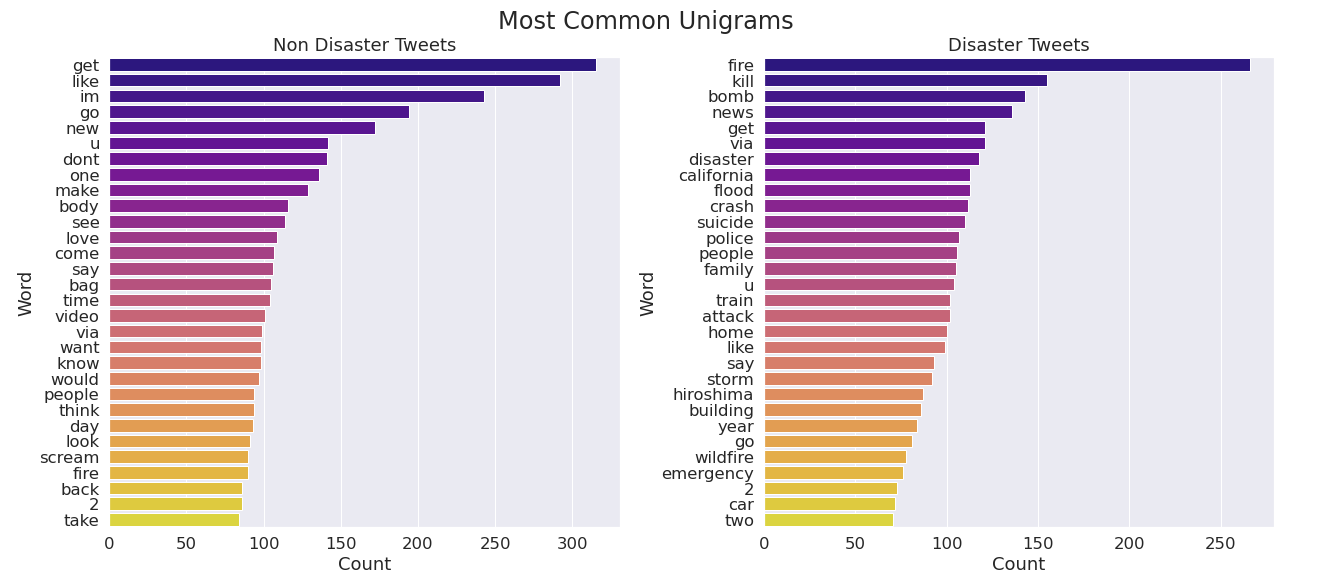 Most Common Unigrams
Non Disaster Tweets
Word
get
like
im
go
new
u
dont
one
make
body
see
love
come
say
bag
time
video
via
want
know
would
people
think
day
look
scream
fire
back
2
take
0 50 100 150 200 250 300
Count
Disaster Tweets
Word
fire
kill
bomb
news
get
via
disaster
california
flood
crash
suicide
police
people
family
u
train
attack
home
like
say
storm
hiroshima
building
year
go
wildfire
emergency
2
car
two
0 50 100 150 200 250
Count